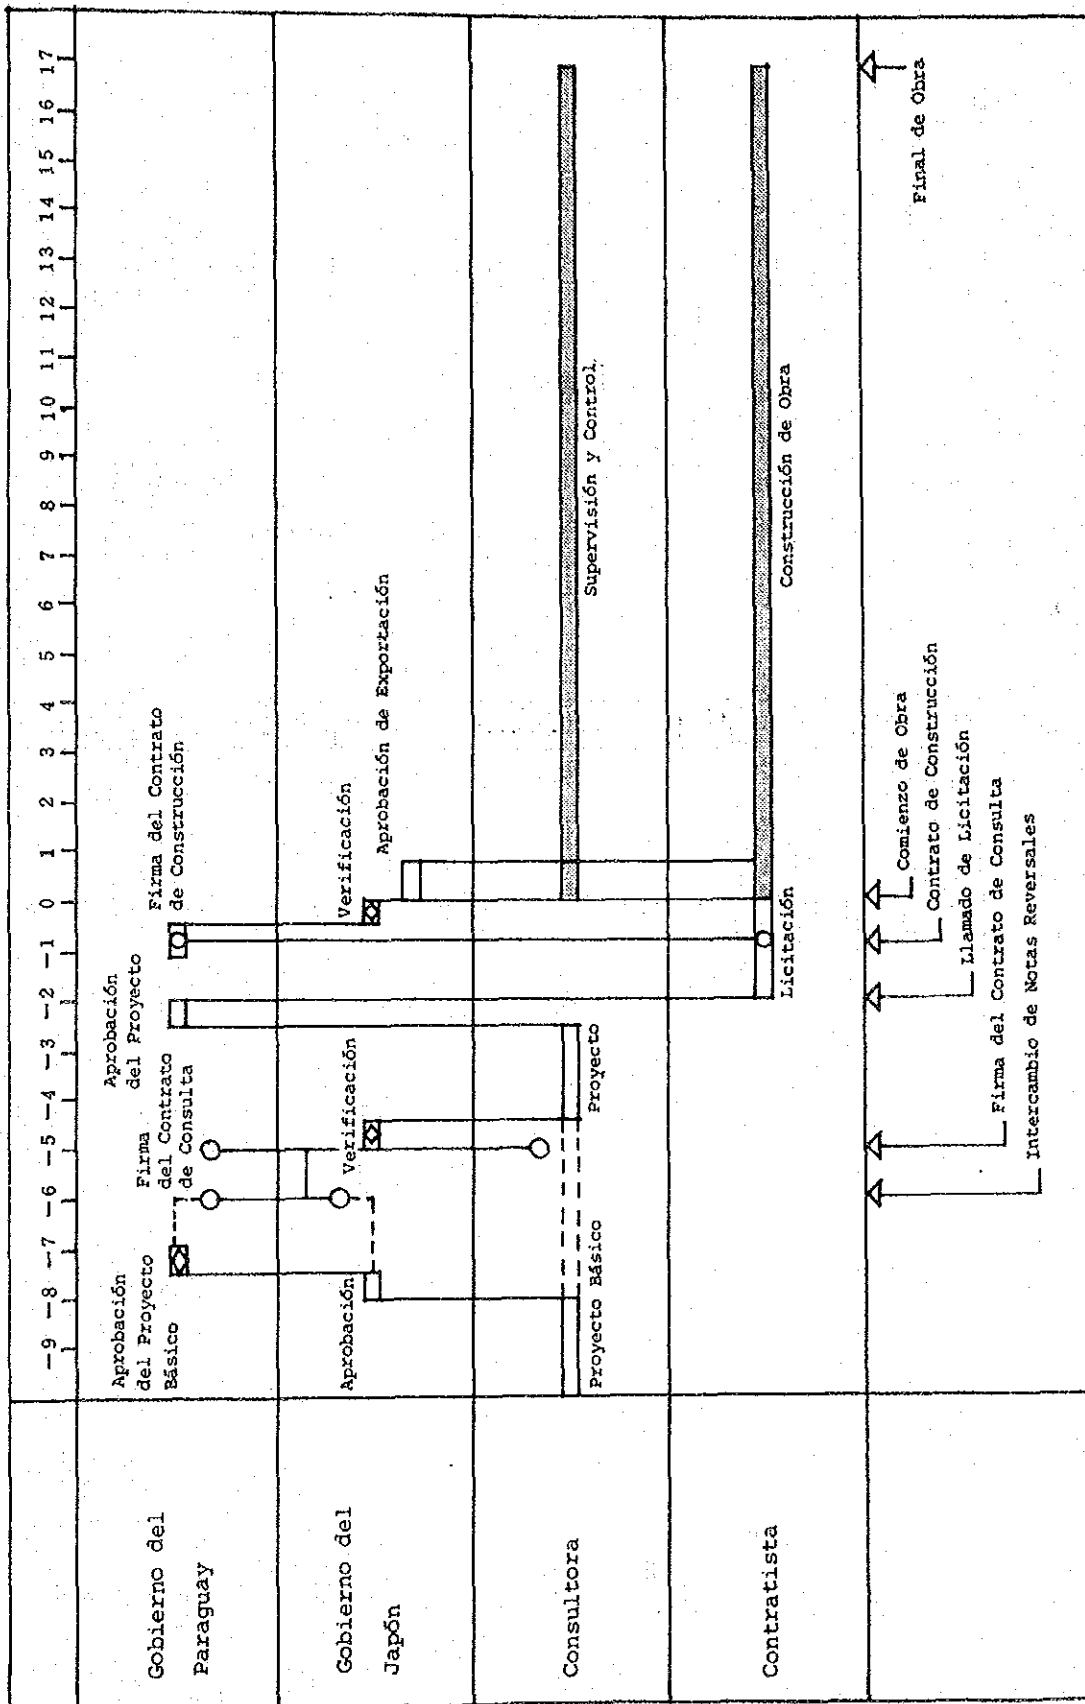 -9 -8 -7 -6 -5 -4 -3 -2 -1 0 1 2 3 4 5 6 7 8 9 10 11 12 13 14 15 16 17
Gobierno del
Paraguay
Aprobación
del Proyecto
Básico
Firma
del Contrato
de Consulta
Aprobación
del Proyecto
Firma del Contrato
de Construcción
Gobierno del
Japón
Aprobación
Verificación
Verificación
Aprobación de Exportación
Consultora
Proyecto Básico
Proyecto
Supervisión y Control
Contratista
Licitación
Construcción de Obra
Comienzo de Obra
Contrato de Construcción
Llamado de Licitación
Firma del Contrato de Consulta
Intercambio de Notas Reversales
Final de Obra